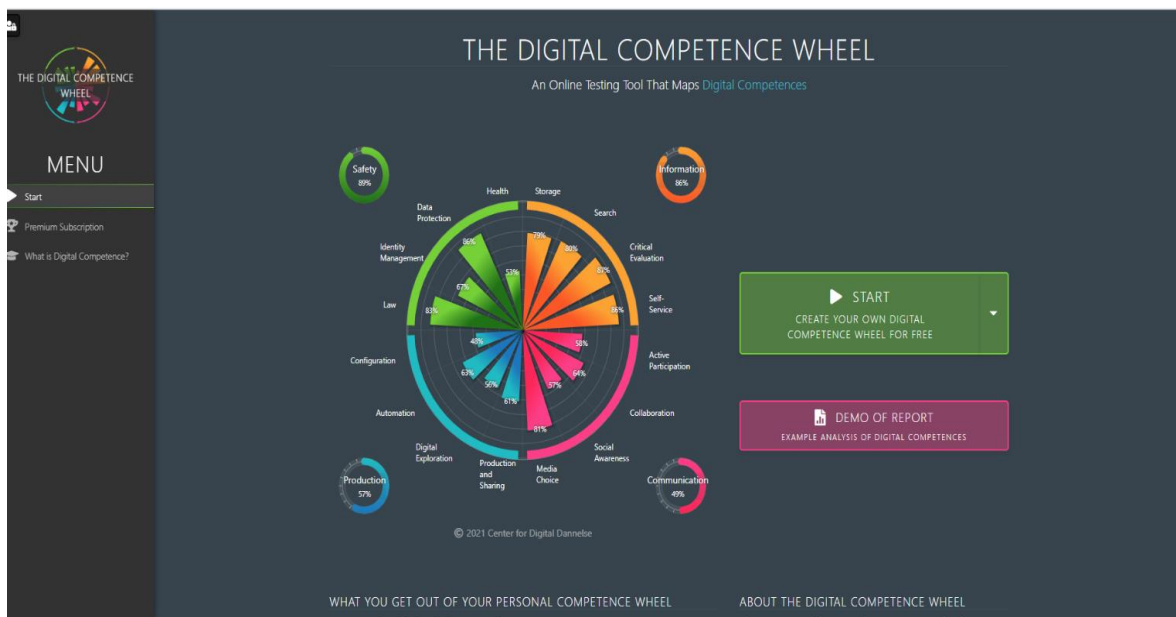 THE DIGITAL COMPETENCE
WHEEL
MENU
Start
Premium Subscription
What is Digital Competence?
THE DIGITAL COMPETENCE WHEEL
An Online Testing Tool That Maps Digital Competences
Safety
89%
Information
86%
Health
Storage
Data
Protection
Search
Identity
Management
Critical
Evaluation
Law
Self-
Service
86%
53%
67%
83%
79%
80%
87%
86%
48%
63%
56%
61%
58%
64%
57%
81%
Configuration
Active
Participation
Automation
Collaboration
Digital
Exploration
Production
and
Sharing
Media
Choice
Social
Awareness
Production
57%
Communication
49%
© 2021 Center for Digital Dannelse
START
CREATE YOUR OWN DIGITAL
COMPETENCE WHEEL FOR FREE
DEMO OF REPORT
EXAMPLE ANALYSIS OF DIGITAL COMPETENCES
WHAT YOU GET OUT OF YOUR PERSONAL COMPETENCE WHEEL
ABOUT THE DIGITAL COMPETENCE WHEEL